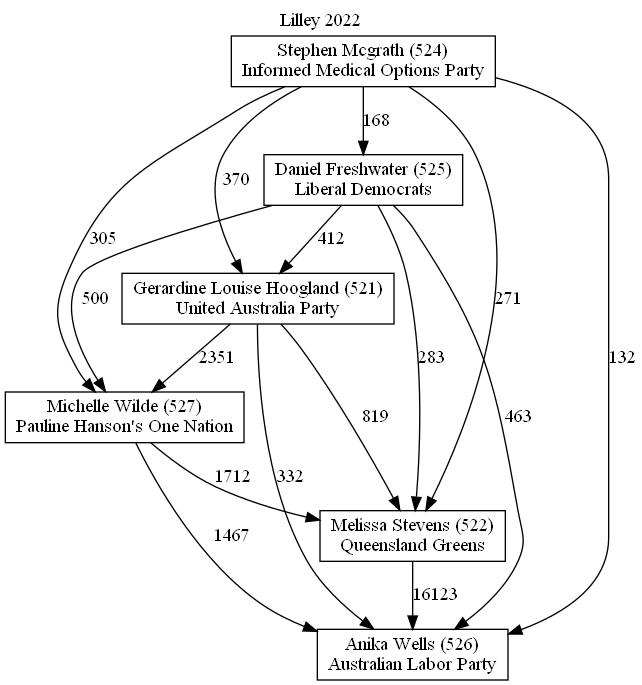 Lilley 2022
Stephen Mcgrath (524)
Informed Medical Options Party
168
Daniel Freshwater (525)
Liberal Democrats
370
305
412
500
271
283
132
463
Gerardine Louise Hoogland (521)
United Australia Party
2351
819
332
Michelle Wilde (527)
Pauline Hanson's One Nation
1712
1467
Melissa Stevens (522)
Queensland Greens
16123
Anika Wells (526)
Australian Labor Party